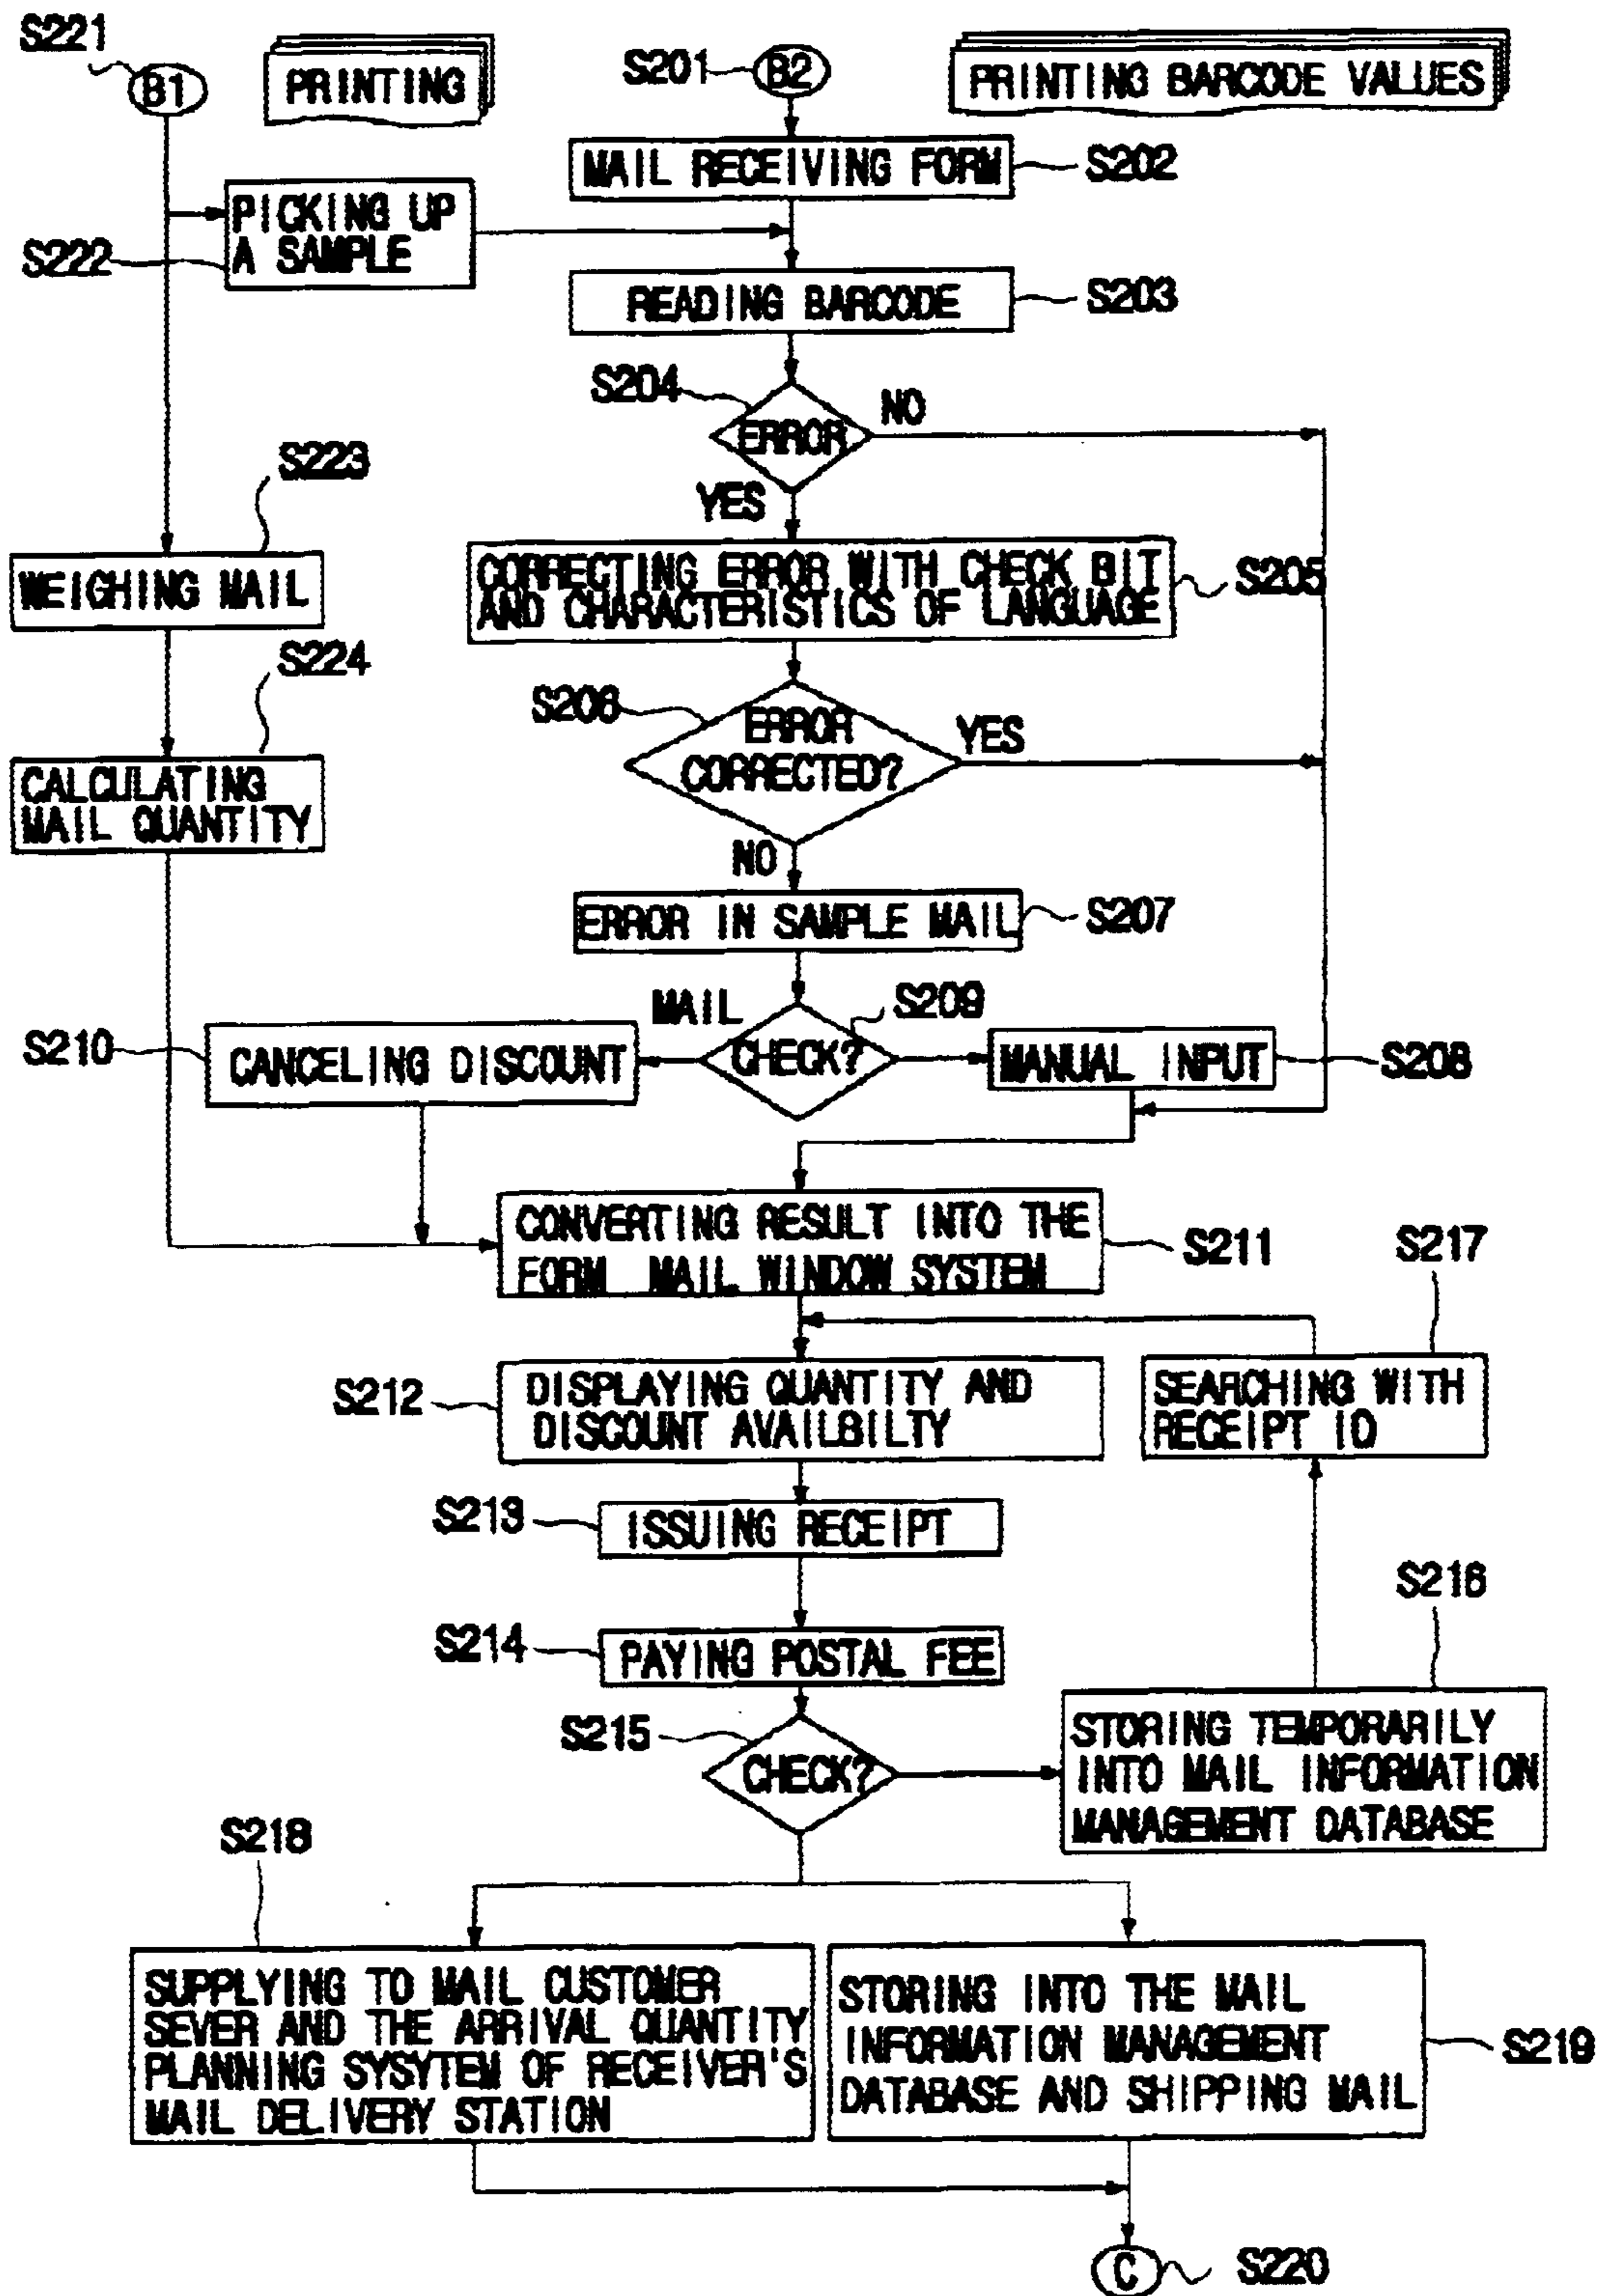 S221
B1
PRINTING
S201
B2
PRINTING BARCODE VALUES
MAIL RECEIVING FORM
S202
PICKING UP
A SAMPLE
S222
READING BARCODE
S203
S204
ERROR
NO
YES
S223
WEIGHING MAIL
CORRECTING ERROR WITH CHECK BIT
AND CHARACTERISTICS OF LANGUAGE
S205
S224
CALCULATING
MAIL QUANTITY
S206
ERROR
CORRECTED?
YES
NO
ERROR IN SAMPLE MAIL
S207
MAIL
S209
S210
CANCELING DISCOUNT
CHECK?
MANUAL INPUT
S208
CONVERTING RESULT INTO THE
FORM MAIL WINDOW SYSTEM
S211
S217
S212
DISPLAYING QUANTITY AND
DISCOUNT AVAILBILTY
SEARCHING WITH
RECEIPT ID
S213
ISSUING RECEIPT
S214
PAYING POSTAL FEE
S216
S215
CHECK?
STORING TEMPORARILY
INTO MAIL INFORMATION
MANAGEMENT DATABASE
S218
SUPPLYING TO MAIL CUSTOMER
SEVER AND THE ARRIVAL QUANTITY
PLANNING SYSYTEM OF RECEIVER'S
MAIL DELIVERY STATION
STORING INTO THE MAIL
INFORMATION MANAGEMENT
DATABASE AND SHIPPING MAIL
S219
C
S220